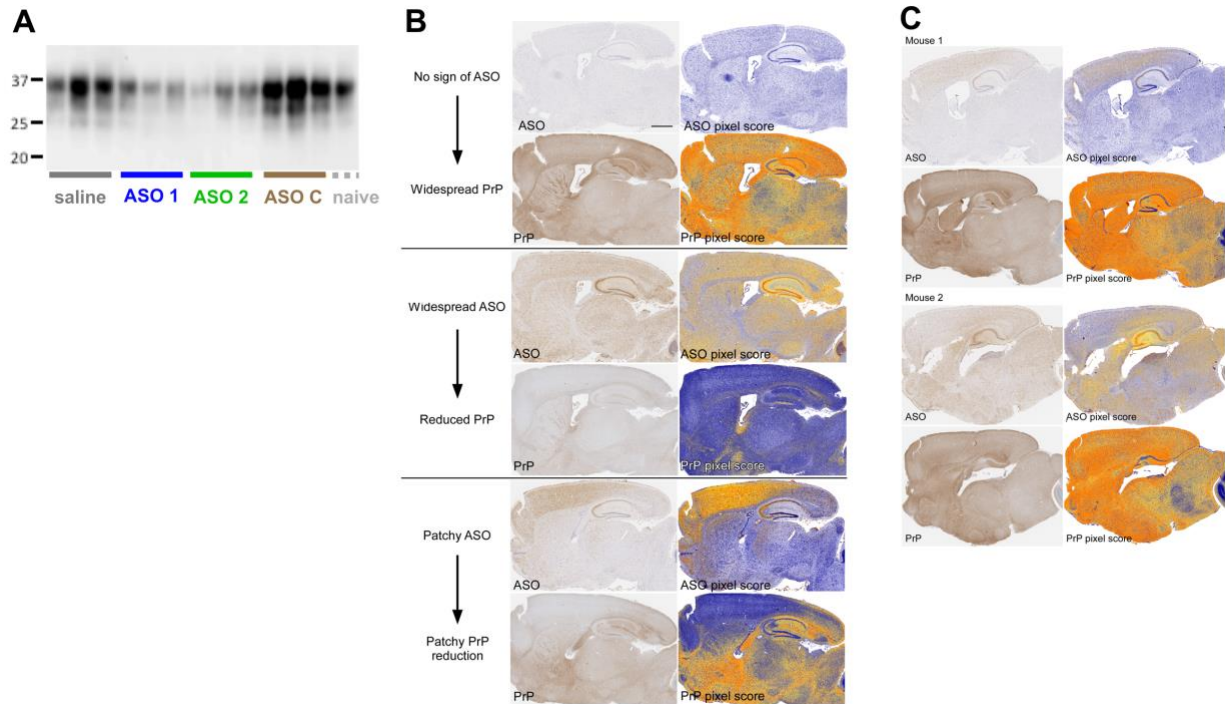 A
37
25
20
saline ASO 1 ASO 2 ASO C naive
B
No sign of ASO
Widespread PrP
ASO
ASO pixel score
PrP
PrP pixel score
Widespread ASO
Reduced PrP
ASO
ASO pixel score
PrP
PrP pixel score
Patchy ASO
Patchy PrP
reduction
ASO
ASO pixel score
PrP
PrP pixel score
C
Mouse 1
ASO
ASO pixel score
PrP
PrP pixel score
Mouse 2
ASO
ASO pixel score
PrP
PrP pixel score